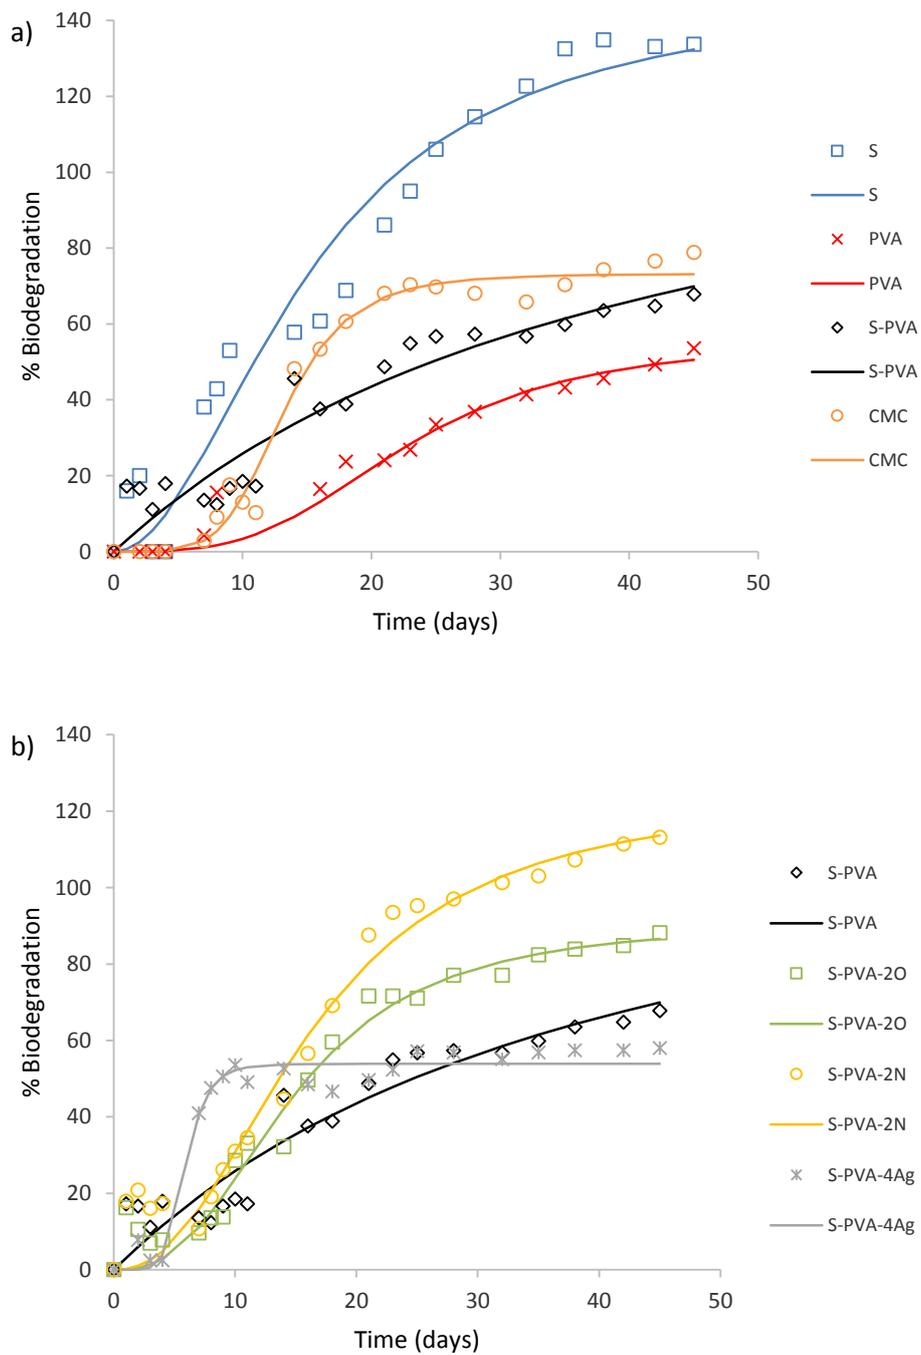 a)
% Biodegradation
140
120
100
80
60
40
20
0
0 10 20 30 40 50
Time (days)
S
S
PVA
PVA
S-PVA
S-PVA
CMC
CMC
b)
% Biodegradation
140
120
100
80
60
40
20
0
0 10 20 30 40 50
Time (days)
S-PVA
S-PVA
S-PVA-2O
S-PVA-2O
S-PVA-2N
S-PVA-2N
S-PVA-4Ag
S-PVA-4Ag